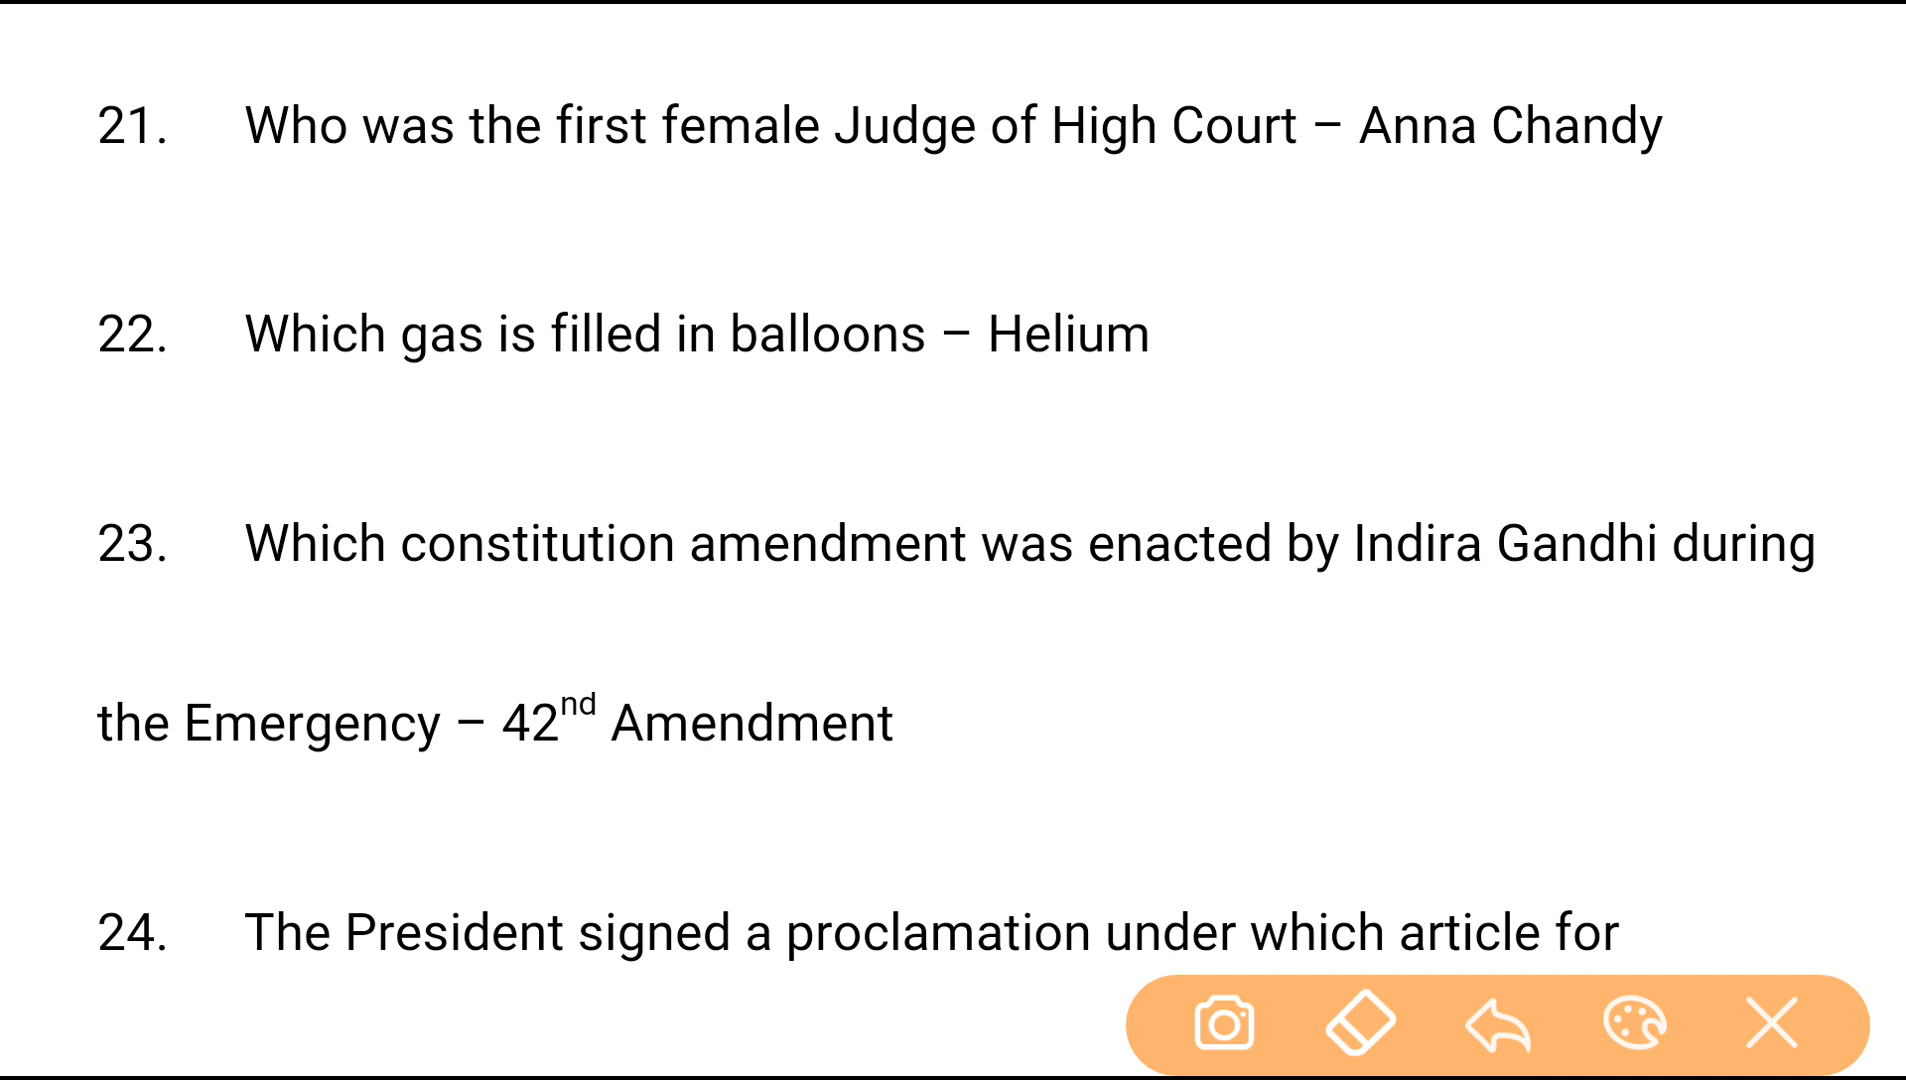 21. Who was the first female Judge of High Court – Anna Chandy
22. Which gas is filled in balloons – Helium
23. Which constitution amendment was enacted by Indira Gandhi during
the Emergency – 42nd Amendment
24. The President signed a proclamation under which article for